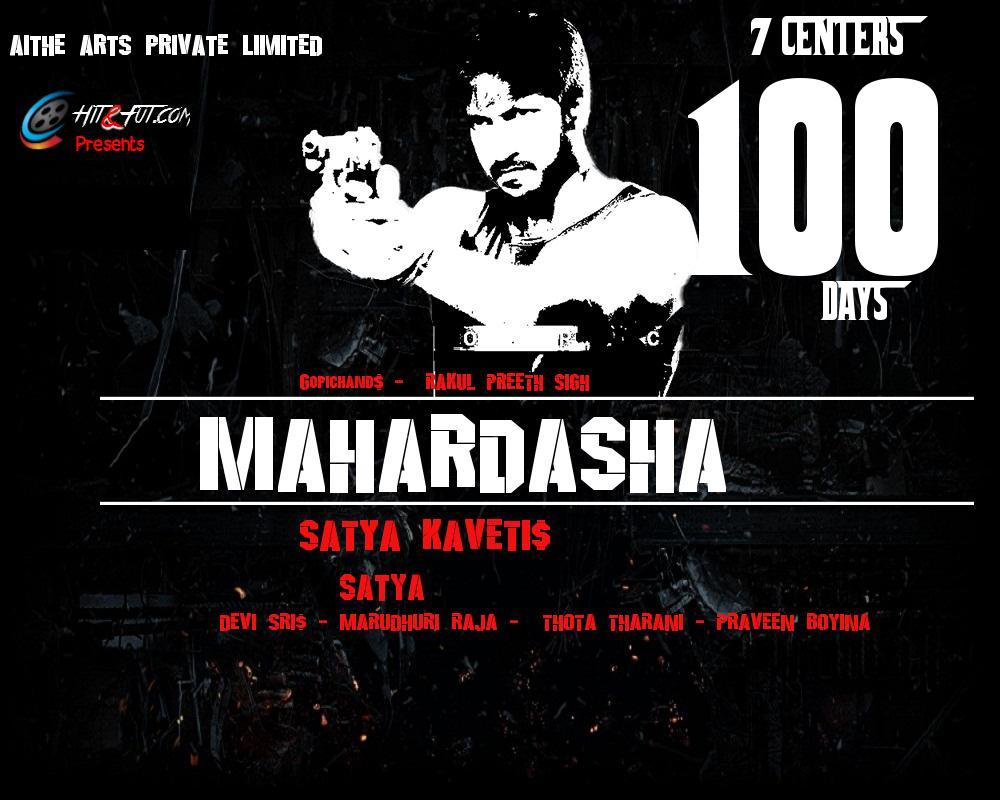 AITHE ARTS PRIVATE LIIMITED
7 CENTERS
100
DAYS
HIT&FUT.COM
Presents
GOPICHAND$ - RAKUL PREETH SIGH
MAHARDASHA
SATYA KAVETI$
SATYA
DEVI SRI$ - MARUDHURI RAJA - THOTA THARANI - PRAVEEN BOYINA